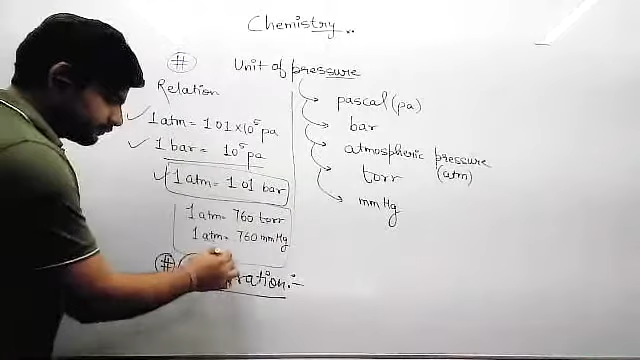 Chemistry..
# Unit of pressure
Relation
1 atm = 1 01 × 10⁵ pa
1 bar = 10⁵ pa
1 atm = 1 01 bar
1 atm = 760 torr
1 atm = 760 mmHg
pascal (pa)
bar
atmospheric pressure
(atm)
torr
mmHg
#